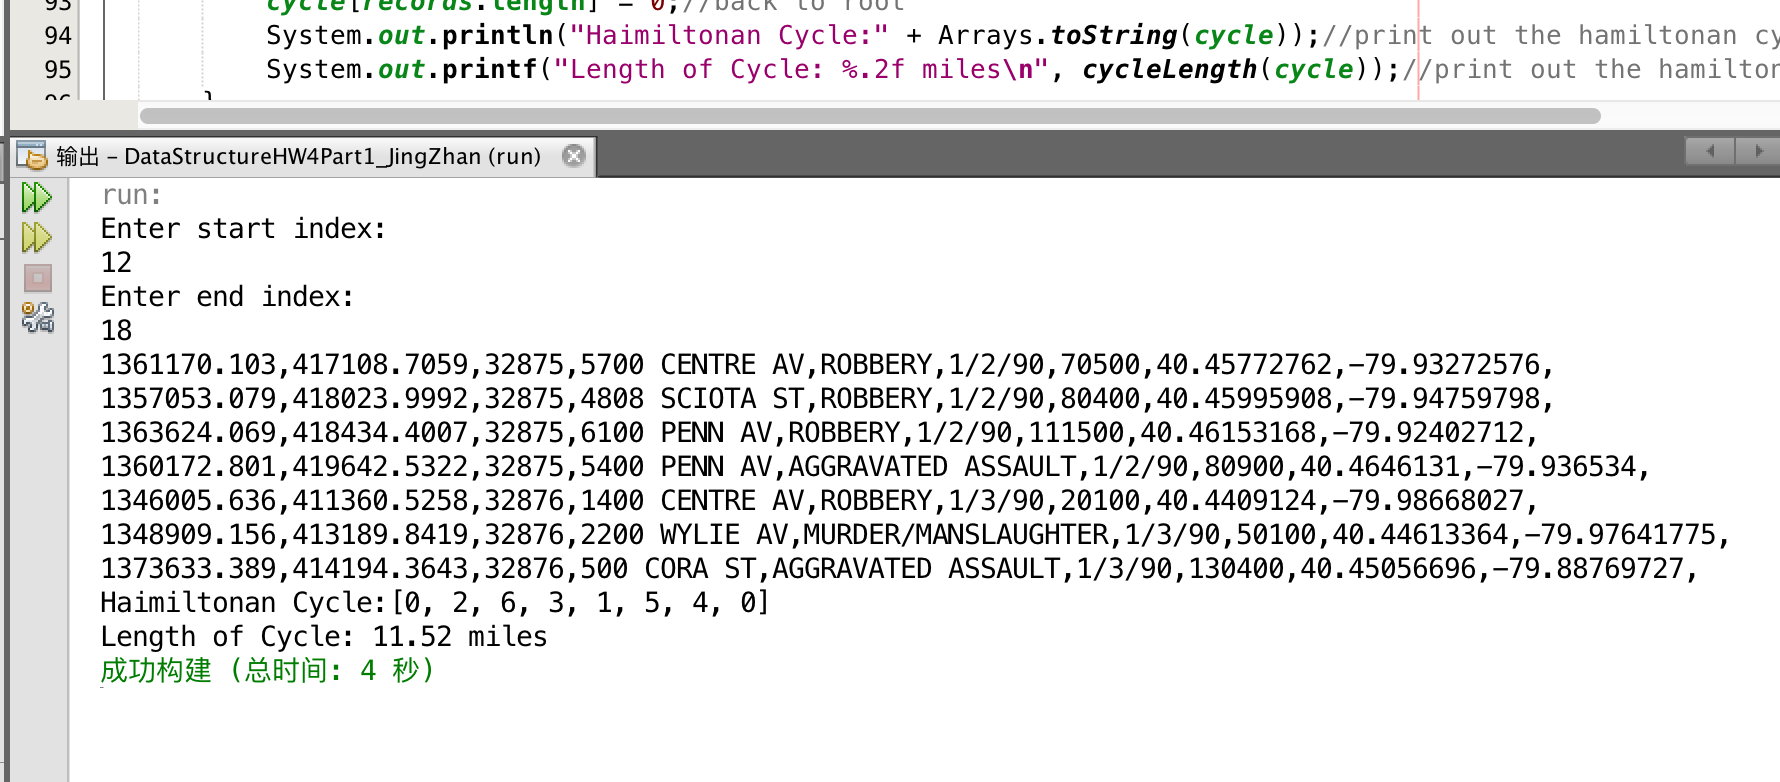 93 cycle[records.length] = 0;//back to root
94 System.out.println("Haimiltonan Cycle:" + Arrays.toString(cycle));//print out the hamiltonan cy
95 System.out.printf("Length of Cycle: %.2f miles\n", cycleLength(cycle));//print out the hamilton
96 }
输出 – DataStructureHW4Part1_JingZhan (run)
run:
Enter start index:
12
Enter end index:
18
1361170.103,417108.7059,32875,5700 CENTRE AV,ROBBERY,1/2/90,70500,40.45772762,-79.93272576,
1357053.079,418023.9992,32875,4808 SCIOTA ST,ROBBERY,1/2/90,80400,40.45995908,-79.94759798,
1363624.069,418434.4007,32875,6100 PENN AV,ROBBERY,1/2/90,111500,40.46153168,-79.92402712,
1360172.801,419642.5322,32875,5400 PENN AV,AGGRAVATED ASSAULT,1/2/90,80900,40.4646131,-79.936534,
1346005.636,411360.5258,32876,1400 CENTRE AV,ROBBERY,1/3/90,20100,40.4409124,-79.98668027,
1348909.156,413189.8419,32876,2200 WYLIE AV,MURDER/MANSLAUGHTER,1/3/90,50100,40.44613364,-79.97641775,
1373633.389,414194.3643,32876,500 CORA ST,AGGRAVATED ASSAULT,1/3/90,130400,40.45056696,-79.88769727,
Haimiltonan Cycle:[0, 2, 6, 3, 1, 5, 4, 0]
Length of Cycle: 11.52 miles
成功构建 (总时间: 4 秒)